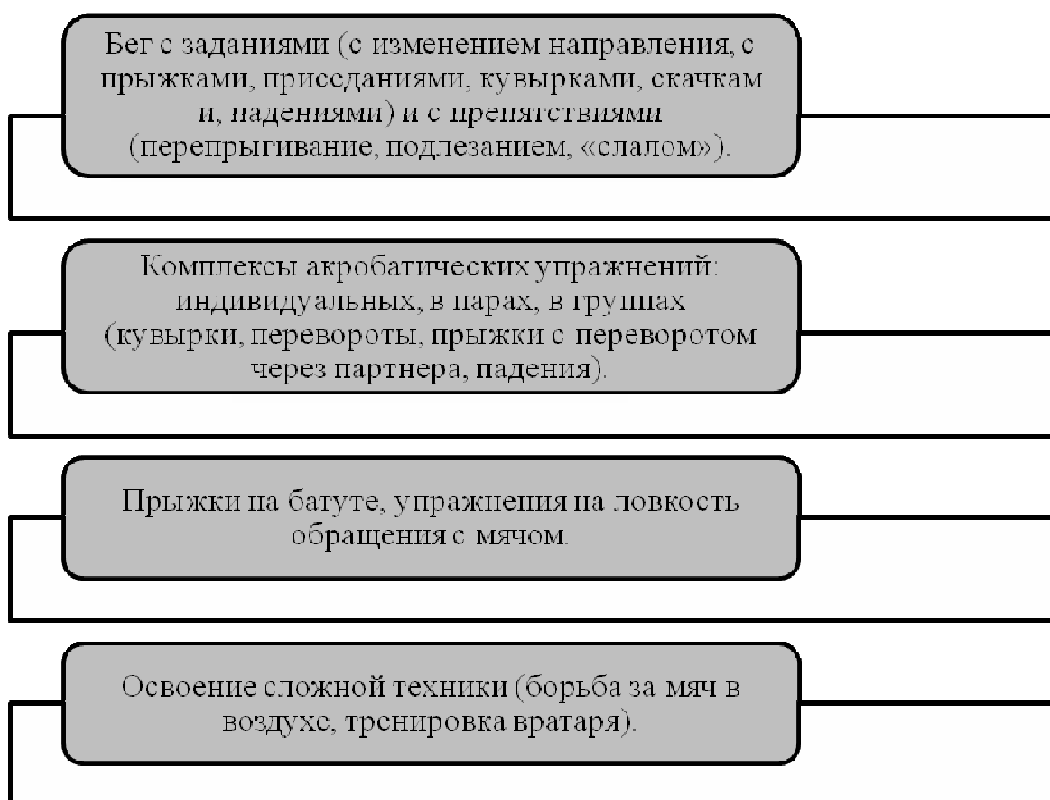 Бег с заданиями (с изменением направления, с
прыжками, приседаниями, кувырками, скачкам
и, падениями) и с препятствиями
(перепрыгивание, подлезанием, «слалом»).
Комплексы акробатических упражнений:
индивидуальных, в парах, в группах
(кувырки, перевороты, прыжки с переворотом
через партнера, падения).
Прыжки на батуте, упражнения на ловкость
обращения с мячом.
Освоение сложной техники (борьба за мяч в
воздухе, тренировка вратаря).